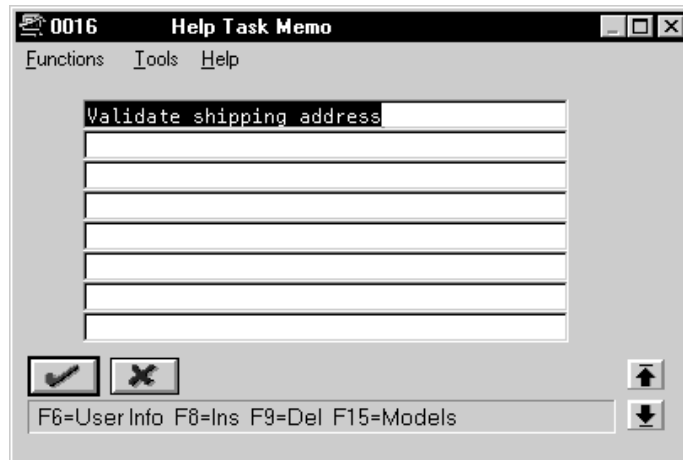 0016 Help Task Memo
Functions Tools Help
Validate shipping address
F6=User Info F8=Ins F9=Del F15=Models